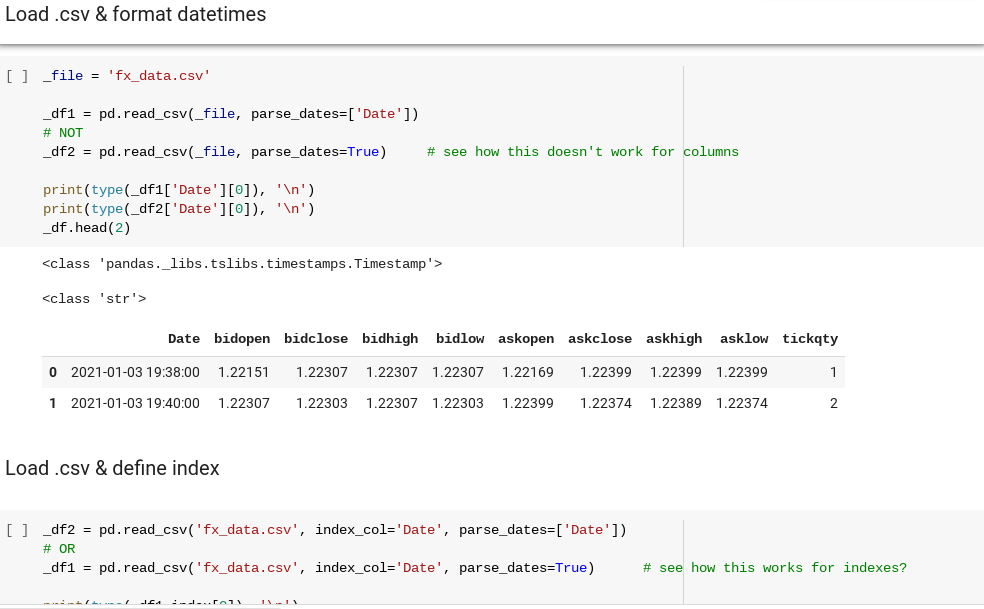 Load .csv & format datetimes
[ ] _file = 'fx_data.csv'
_df1 = pd.read_csv(_file, parse_dates=['Date'])
# NOT
_df2 = pd.read_csv(_file, parse_dates=True)     # see how this doesn't work for columns
print(type(_df1['Date'][0]), '\n')
print(type(_df2['Date'][0]), '\n')
_df.head(2)
<class 'pandas._libs.tslibs.timestamps.Timestamp'>
<class 'str'>
Date bidopen bidclose bidhigh bidlow askopen askclose askhigh asklow tickqty
0 2021-01-03 19:38:00 1.22151 1.22307 1.22307 1.22307 1.22169 1.22399 1.22399 1.22399 1
1 2021-01-03 19:40:00 1.22307 1.22303 1.22307 1.22303 1.22399 1.22374 1.22389 1.22374 2
Load .csv & define index
[ ] _df2 = pd.read_csv('fx_data.csv', index_col='Date', parse_dates=['Date'])
# OR
_df1 = pd.read_csv('fx_data.csv', index_col='Date', parse_dates=True)      # see how this works for indexes?